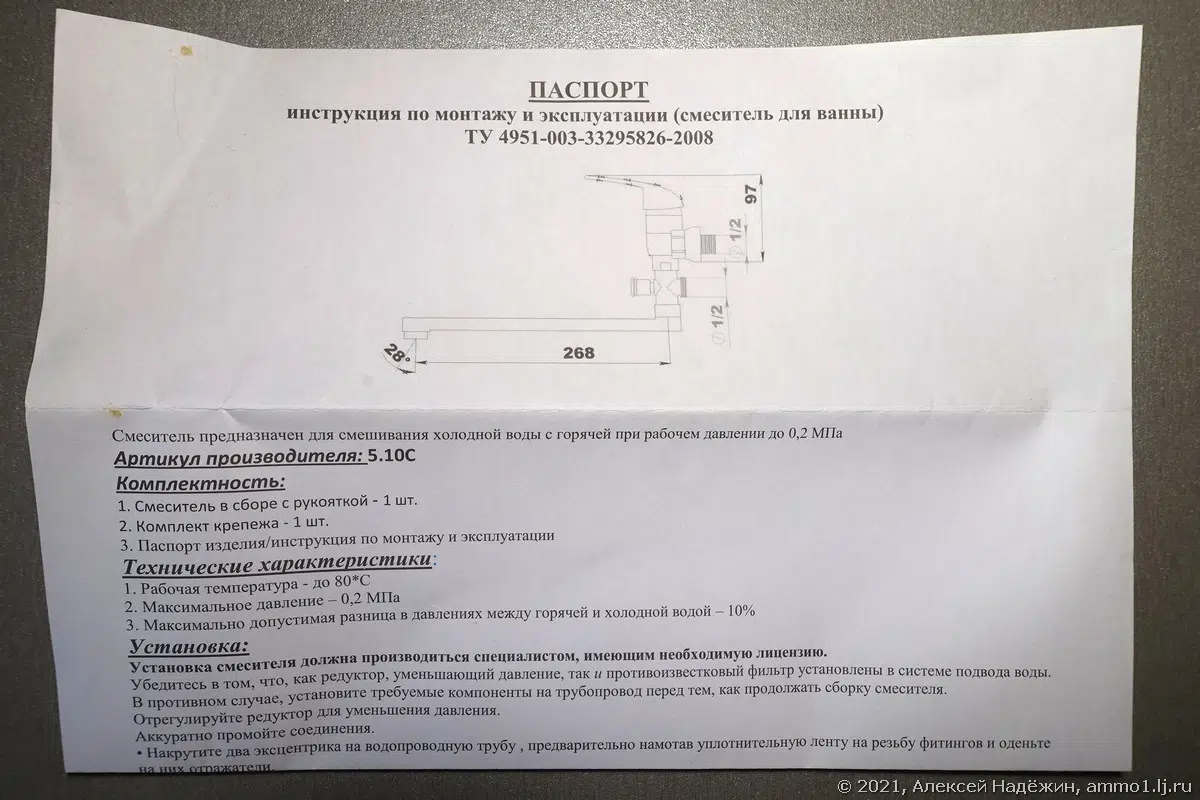 ПАСПОРТ
инструкция по монтажу и эксплуатации (смеситель для ванны)
ТУ 4951-003-33295826-2008
97
1/2
1/2
28°
268
Смеситель предназначен для смешивания холодной воды с горячей при рабочем давлении до 0,2 МПа
Артикул производителя: 5.10С
Комплектность:
1. Смеситель в сборе с рукояткой - 1 шт.
2. Комплект крепежа - 1 шт.
3. Паспорт изделия/инструкция по монтажу и эксплуатации
Технические характеристики:
1. Рабочая температура - до 80*С
2. Максимальное давление – 0,2 МПа
3. Максимально допустимая разница в давлениях между горячей и холодной водой – 10%
Установка:
Установка смесителя должна производиться специалистом, имеющим необходимую лицензию.
Убедитесь в том, что, как редуктор, уменьшающий давление, так и противоизвестковый фильтр установлены в системе подвода воды.
В противном случае, установите требуемые компоненты на трубопровод перед тем, как продолжать сборку смесителя.
Отрегулируйте редуктор для уменьшения давления.
Аккуратно промойте соединения.
• Накрутите два эксцентрика на водопроводную трубу , предварительно намотав уплотнительную ленту на резьбу фитингов и оденьте
на них отражатели.
© 2021, Алексей Надёжин, ammo1.lj.ru